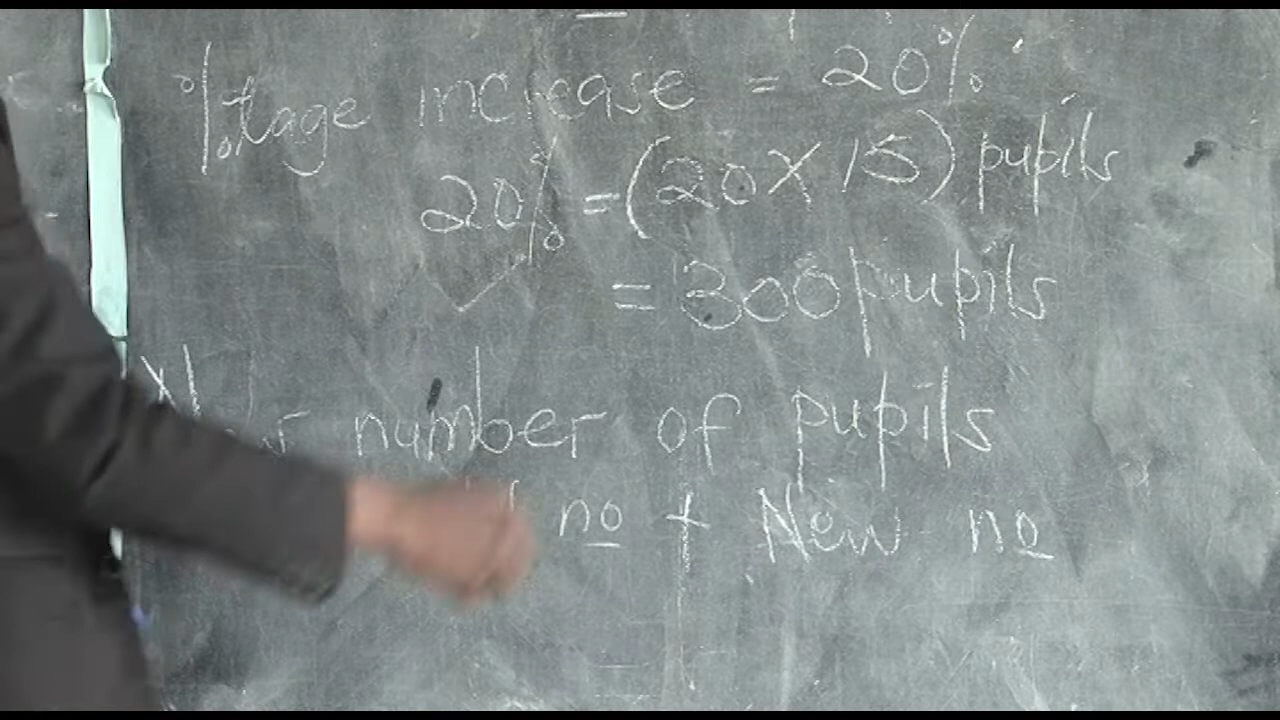 %tage increase = 20%
20% = (20 X 15) pupils
= 300 pupils
number of pupils
no + New no